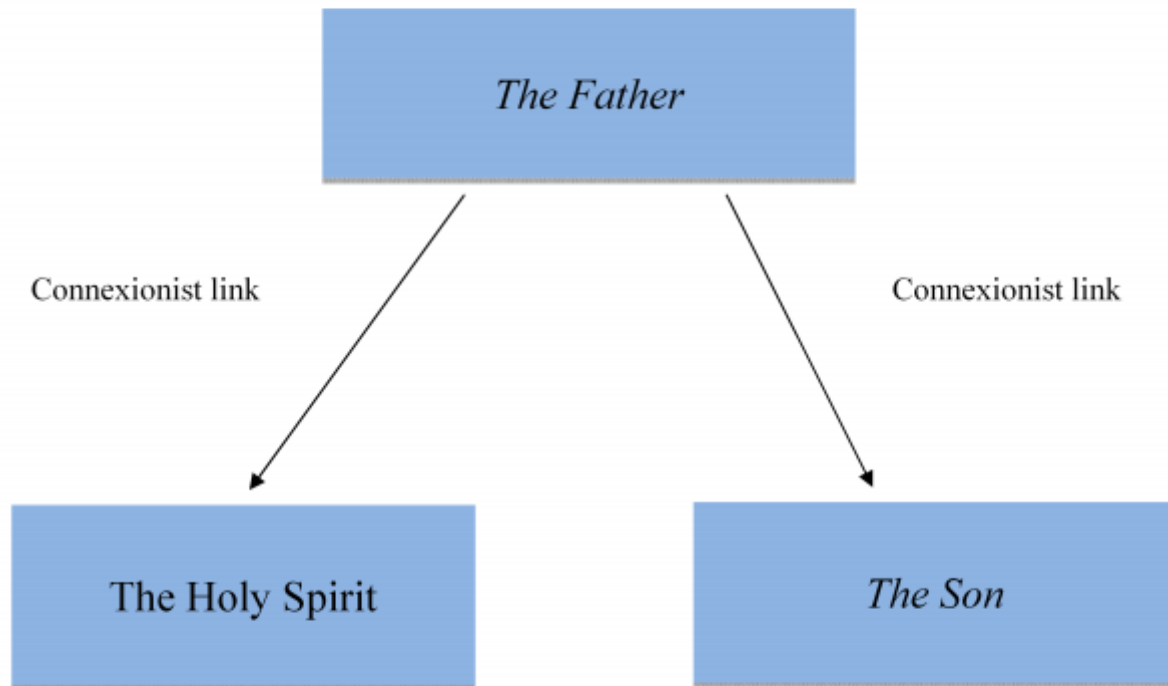 The Father
Connexionist link
Connexionist link
The Holy Spirit
The Son